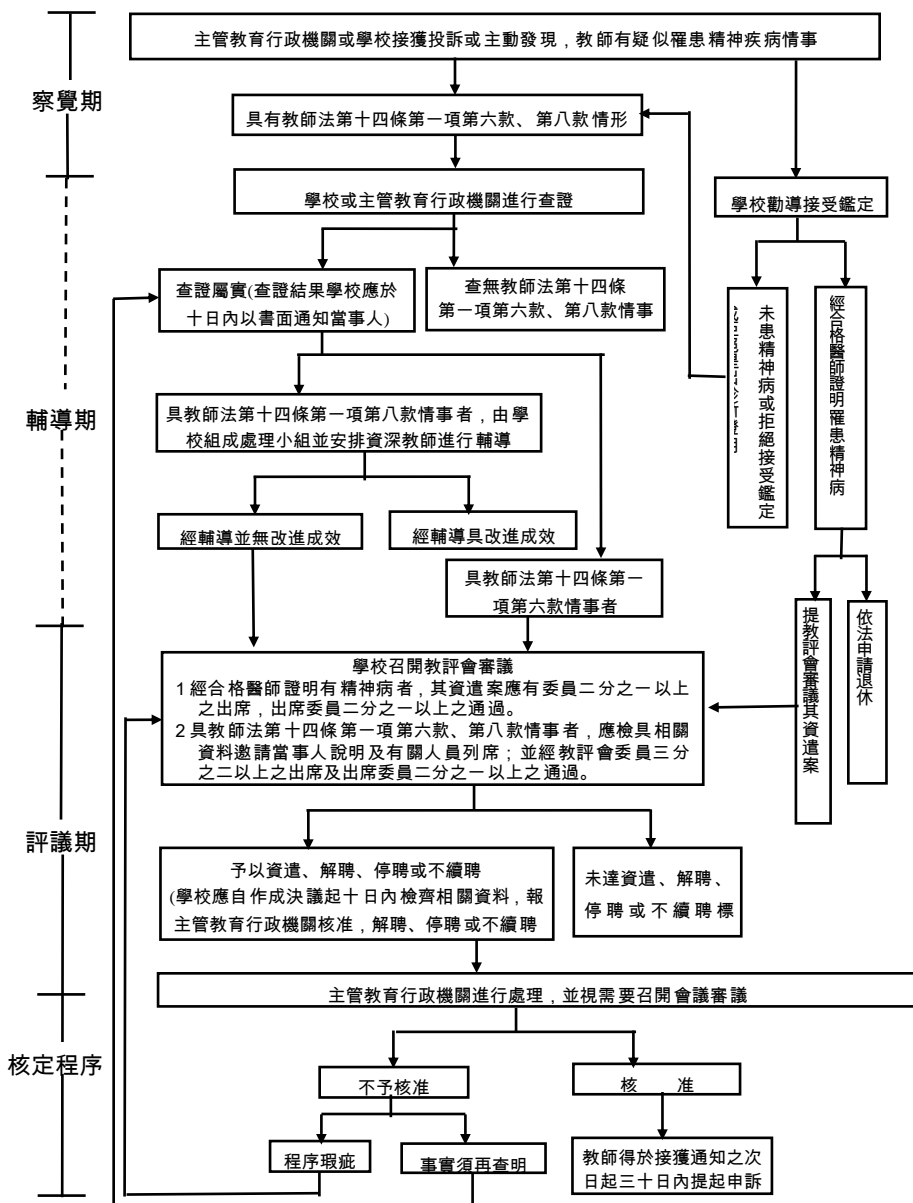 主管教育行政機關或學校接獲投訴或主動發現，教師有疑似罹患精神疾病情事
察覺期
具有教師法第十四條第一項第六款、第八款情形
學校或主管教育行政機關進行查證
學校勸導接受鑑定
查證屬實(查證結果學校應於
十日內以書面通知當事人)
查無教師法第十四條
第一項第六款、第八款情事
未患精神病或拒絕接受鑑定
經合格醫師證明罹患精神病
輔導期
具教師法第十四條第一項第八款情事者，由學
校組成處理小組並安排資深教師進行輔導
經輔導並無改進成效
經輔導具改進成效
具教師法第十四條第一
項第六款情事者
提教評會審議其資遣案
依法申請退休
學校召開教評會審議
1經合格醫師證明有精神病者，其資遣案應有委員二分之一以上
之出席，出席委員二分之一以上之通過。
2具教師法第十四條第一項第六款、第八款情事者，應檢具相關
資料邀請當事人說明及有關人員列席；並經教評會委員三分
之二以上之出席及出席委員二分之一以上之通過。
評議期
予以資遣、解聘、停聘或不續聘
(學校應自作成決議起十日內檢齊相關資料，報
主管教育行政機關核准，解聘、停聘或不續聘
未達資遣、解聘、
停聘或不續聘標
主管教育行政機關進行處理，並視需要召開會議審議
核定程序
不予核准
核 准
程序瑕疵
事實須再查明
教師得於接獲通知之次
日起三十日內提起申訴